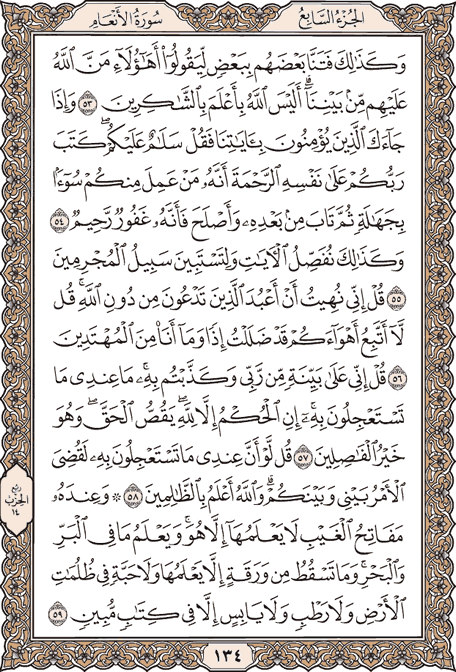 الجزء السابع
سورة الأنعام
وَكَذَٰلِكَ فَتَنَّا بَعْضَهُم بِبَعْضٍ لِّيَقُولُوٓا۟ أَهَـٰٓؤُلَآءِ مَنَّ ٱللَّهُ
عَلَيْهِم مِّنۢ بَيْنِنَآ ۗ أَلَيْسَ ٱللَّهُ بِأَعْلَمَ بِٱلشَّـٰكِرِينَ ٥٣ وَإِذَا
جَآءَكَ ٱلَّذِينَ يُؤْمِنُونَ بِـَٔايَـٰتِنَا فَقُلْ سَلَـٰمٌ عَلَيْكُمْ ۖ كَتَبَ
رَبُّكُمْ عَلَىٰ نَفْسِهِ ٱلرَّحْمَةَ ۖ أَنَّهُۥ مَنْ عَمِلَ مِنكُمْ سُوٓءًۢا
بِجَهَـٰلَةٍ ثُمَّ تَابَ مِنۢ بَعْدِهِۦ وَأَصْلَحَ فَأَنَّهُۥ غَفُورٌ رَّحِيمٌ ٥٤
وَكَذَٰلِكَ نُفَصِّلُ ٱلْـَٔايَـٰتِ وَلِتَسْتَبِينَ سَبِيلُ ٱلْمُجْرِمِينَ
٥٥ قُلْ إِنِّى نُهِيتُ أَنْ أَعْبُدَ ٱلَّذِينَ تَدْعُونَ مِن دُونِ ٱللَّهِ ۚ قُل
لَّآ أَتَّبِعُ أَهْوَآءَكُمْ ۙ قَدْ ضَلَلْتُ إِذًا وَمَآ أَنَا۠ مِنَ ٱلْمُهْتَدِينَ
٥٦ قُلْ إِنِّى عَلَىٰ بَيِّنَةٍ مِّن رَّبِّى وَكَذَّبْتُم بِهِۦ ۚ مَا عِندِى مَا
تَسْتَعْجِلُونَ بِهِۦٓ ۚ إِنِ ٱلْحُكْمُ إِلَّا لِلَّهِ ۖ يَقُصُّ ٱلْحَقَّ ۖ وَهُوَ
خَيْرُ ٱلْفَـٰصِلِينَ ٥٧ قُل لَّوْ أَنَّ عِندِى مَا تَسْتَعْجِلُونَ بِهِۦ لَقُضِىَ
ٱلْأَمْرُ بَيْنِى وَبَيْنَكُمْ ۗ وَٱللَّهُ أَعْلَمُ بِٱلظَّـٰلِمِينَ ٥٨ ۞ وَعِندَهُۥ
مَفَاتِحُ ٱلْغَيْبِ لَا يَعْلَمُهَآ إِلَّا هُوَ ۚ وَيَعْلَمُ مَا فِى ٱلْبَرِّ
وَٱلْبَحْرِ ۚ وَمَا تَسْقُطُ مِن وَرَقَةٍ إِلَّا يَعْلَمُهَا وَلَا حَبَّةٍ فِى ظُلُمَـٰتِ
ٱلْأَرْضِ وَلَا رَطْبٍ وَلَا يَابِسٍ إِلَّا فِى كِتَـٰبٍ مُّبِينٍ ٥٩
ربع
الحزب
١٤
١٣٤